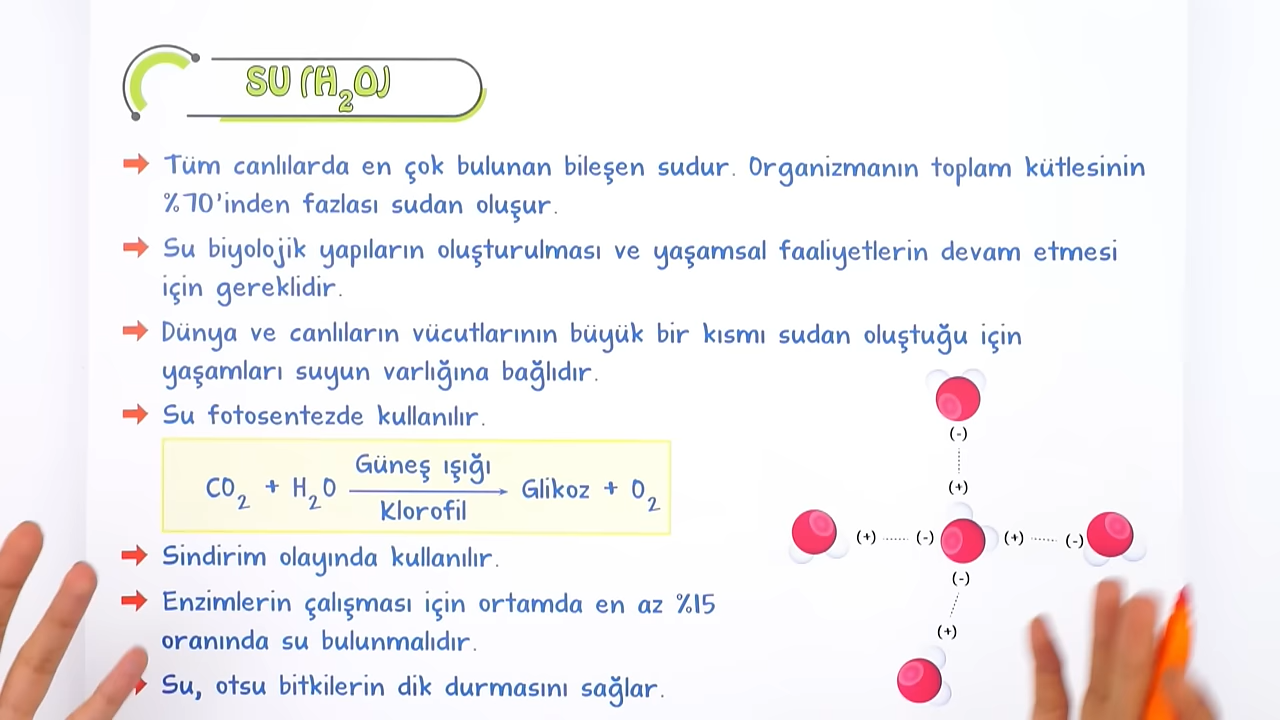 SU (H₂O)
Tüm canlılarda en çok bulunan bileşen sudur. Organizmanın toplam kütlesinin
%70'inden fazlası sudan oluşur.
Su biyolojik yapıların oluşturulması ve yaşamsal faaliyetlerin devam etmesi
için gereklidir.
Dünya ve canlıların vücutlarının büyük bir kısmı sudan oluştuğu için
yaşamları suyun varlığına bağlıdır.
Su fotosentezde kullanılır.
Güneş ışığı
CO₂ + H₂O Glikoz + O₂
Klorofil
Sindirim olayında kullanılır.
Enzimlerin çalışması için ortamda en az %15
oranında su bulunmalıdır.
Su, otsu bitkilerin dik durmasını sağlar.
(-)
(+)
(+) (-) (+) (-)
(-)
(+)